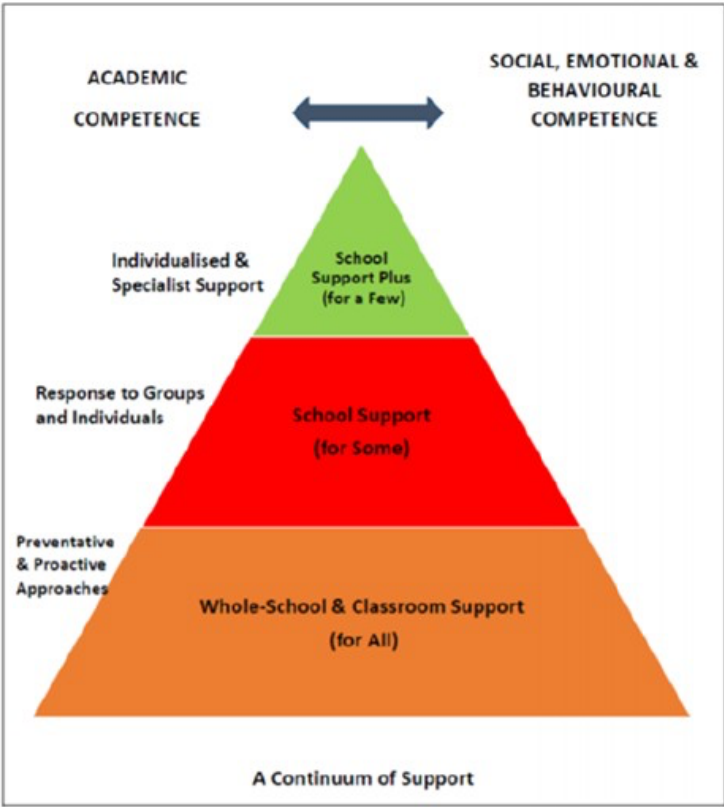 ACADEMIC
COMPETENCE
SOCIAL, EMOTIONAL &
BEHAVIOURAL
COMPETENCE
Individualised &
Specialist Support
School
Support Plus
(for a Few)
Response to Groups
and Individuals
School Support
(for Some)
Preventative
& Proactive
Approaches
Whole-School & Classroom Support
(for All)
A Continuum of Support